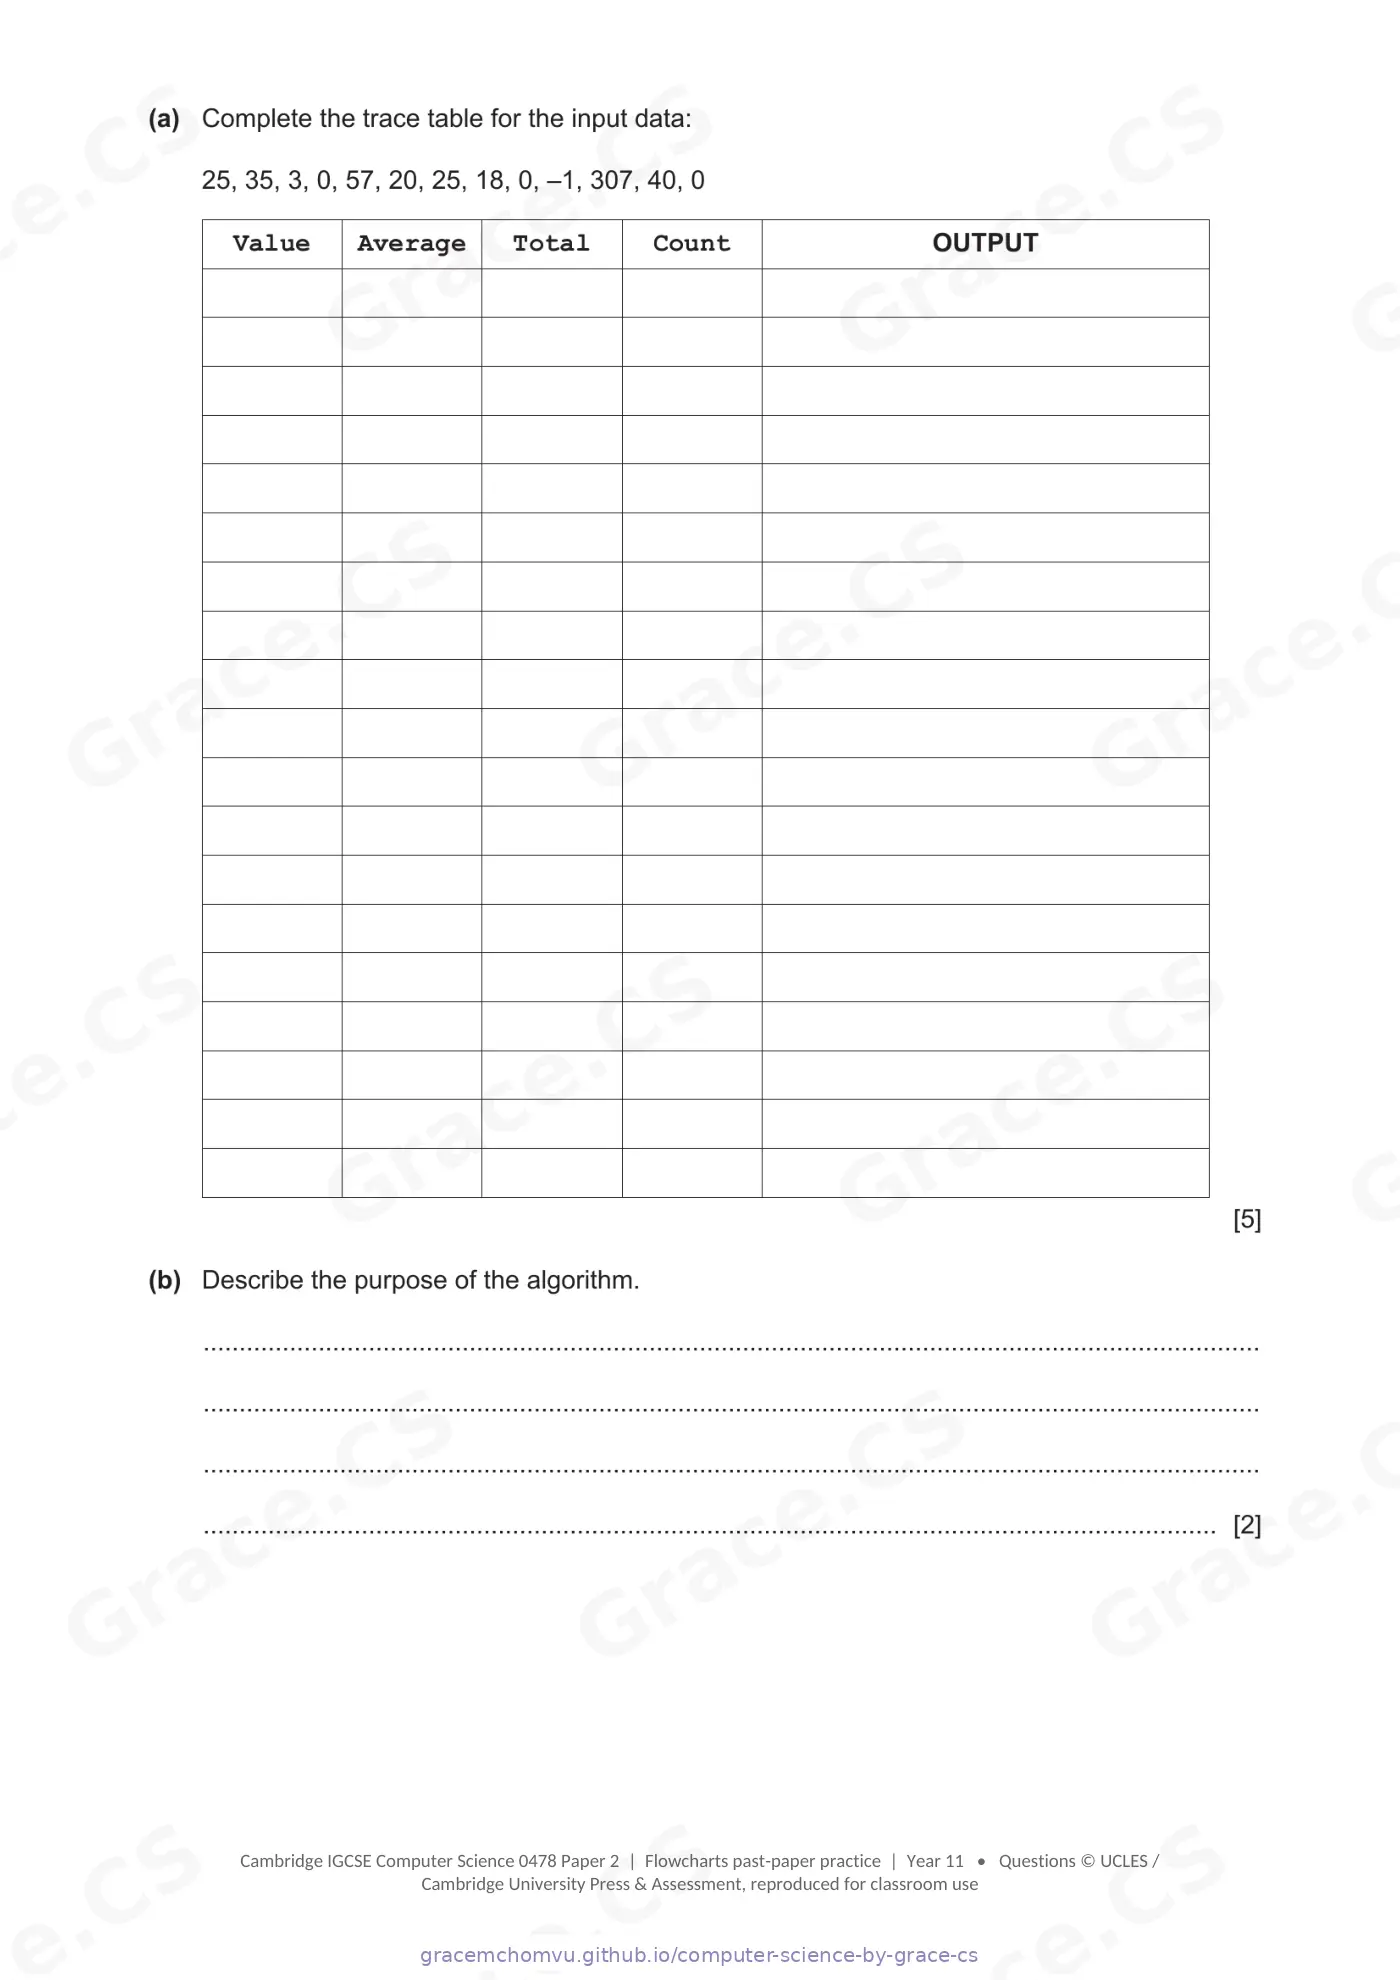 (a) Complete the trace table for the input data:
25, 35, 3, 0, 57, 20, 25, 18, 0, –1, 307, 40, 0
Value Average Total Count OUTPUT
[5]
(b) Describe the purpose of the algorithm.
[2]
Cambridge IGCSE Computer Science 0478 Paper 2 | Flowcharts past-paper practice | Year 11 • Questions © UCLES /
Cambridge University Press & Assessment, reproduced for classroom use
gracemchomvu.github.io/computer-science-by-grace-cs
Grace.CS